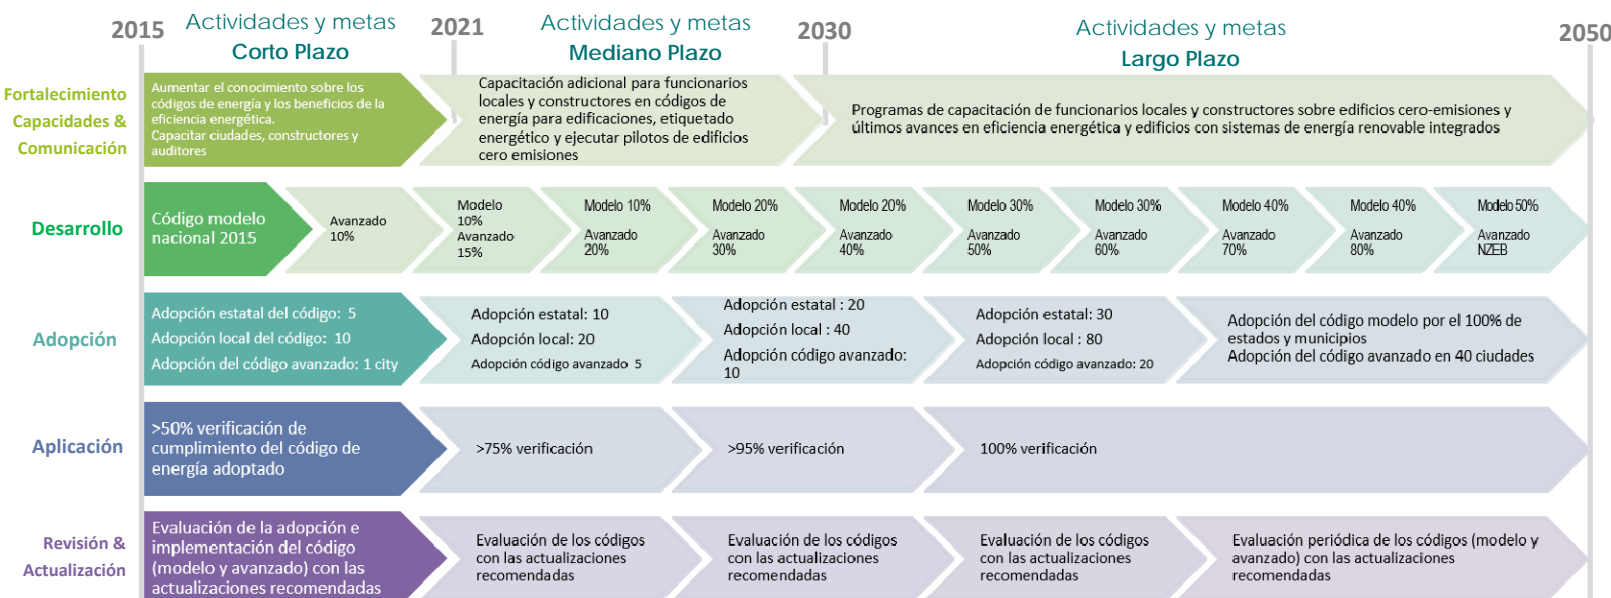 2015
Actividades y metas
Corto Plazo
2021
Actividades y metas
Mediano Plazo
2030
Actividades y metas
Largo Plazo
2050
Fortalecimiento
Capacidades &
Comunicación
Aumentar el conocimiento sobre los
códigos de energía y los beneficios de la
eficiencia energética.
Capacitar ciudades, constructores y
auditores
Capacitación adicional para funcionarios
locales y constructores en códigos de
energía para edificaciones, etiquetado
energético y ejecutar pilotos de edificios
cero emisiones
Programas de capacitación de funcionarios locales y constructores sobre edificios cero-emisiones y
últimos avances en eficiencia energética y edificios con sistemas de energía renovable integrados
Desarrollo
Código modelo
nacional 2015
Avanzado
10%
Modelo
10%
Avanzado
15%
Modelo 10%
Avanzado
20%
Modelo 20%
Avanzado
30%
Modelo 20%
Avanzado
40%
Modelo 30%
Avanzado
50%
Modelo 30%
Avanzado
60%
Modelo 40%
Avanzado
70%
Modelo 40%
Avanzado
80%
Modelo 50%
Avanzado
NZEB
Adopción
Adopción estatal del código: 5
Adopción local del código: 10
Adopción del código avanzado: 1 city
Adopción estatal: 10
Adopción local: 20
Adopción código avanzado 5
Adopción estatal : 20
Adopción local : 40
Adopción código avanzado:
10
Adopción estatal: 30
Adopción local : 80
Adopción código avanzado: 20
Adopción del código modelo por el 100% de
estados y municipios
Adopción del código avanzado en 40 ciudades
Aplicación
>50% verificación de
cumplimiento del código de
energía adoptado
>75% verificación
>95% verificación
100% verificación
Revisión &
Actualización
Evaluación de la adopción e
implementación del código
(modelo y avanzado) con las
actualizaciones recomendadas
Evaluación de los códigos
con las actualizaciones
recomendadas
Evaluación de los códigos
con las actualizaciones
recomendadas
Evaluación de los códigos
con las actualizaciones
recomendadas
Evaluación periódica de los códigos (modelo y
avanzado) con las actualizaciones
recomendadas